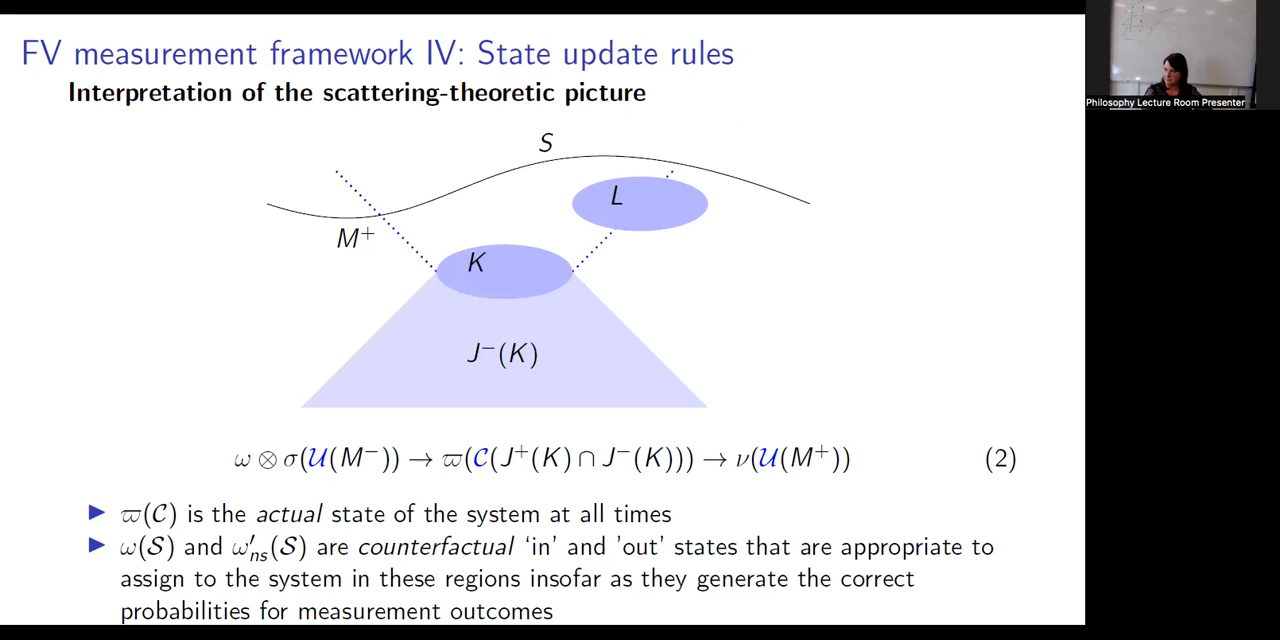 FV measurement framework IV: State update rules
Interpretation of the scattering-theoretic picture
Philosophy Lecture Room Presenter
S
L
M⁺
K
J⁻(K)
ω ⊗ σ(𝒰(M⁻)) → ϖ(𝒞(J⁺(K) ∩ J⁻(K))) → ν(𝒰(M⁺)) (2)
▶ ϖ(𝒞) is the actual state of the system at all times
▶ ω(𝒮) and ω′ₙₛ(𝒮) are counterfactual ‘in’ and ’out’ states that are appropriate to
assign to the system in these regions insofar as they generate the correct
probabilities for measurement outcomes